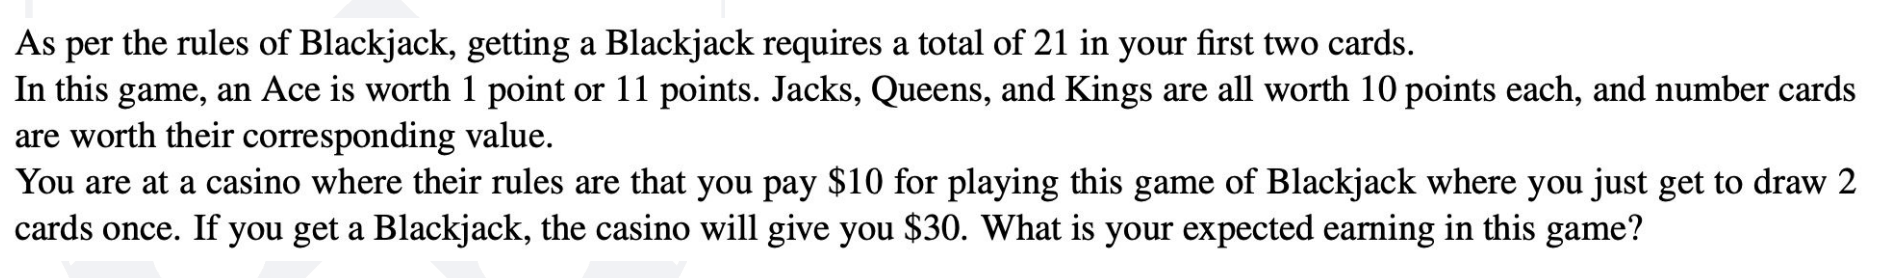 As per the rules of Blackjack, getting a Blackjack requires a total of 21 in your first two cards.
In this game, an Ace is worth 1 point or 11 points. Jacks, Queens, and Kings are all worth 10 points each, and number cards
are worth their corresponding value.
You are at a casino where their rules are that you pay $10 for playing this game of Blackjack where you just get to draw 2
cards once. If you get a Blackjack, the casino will give you $30. What is your expected earning in this game?